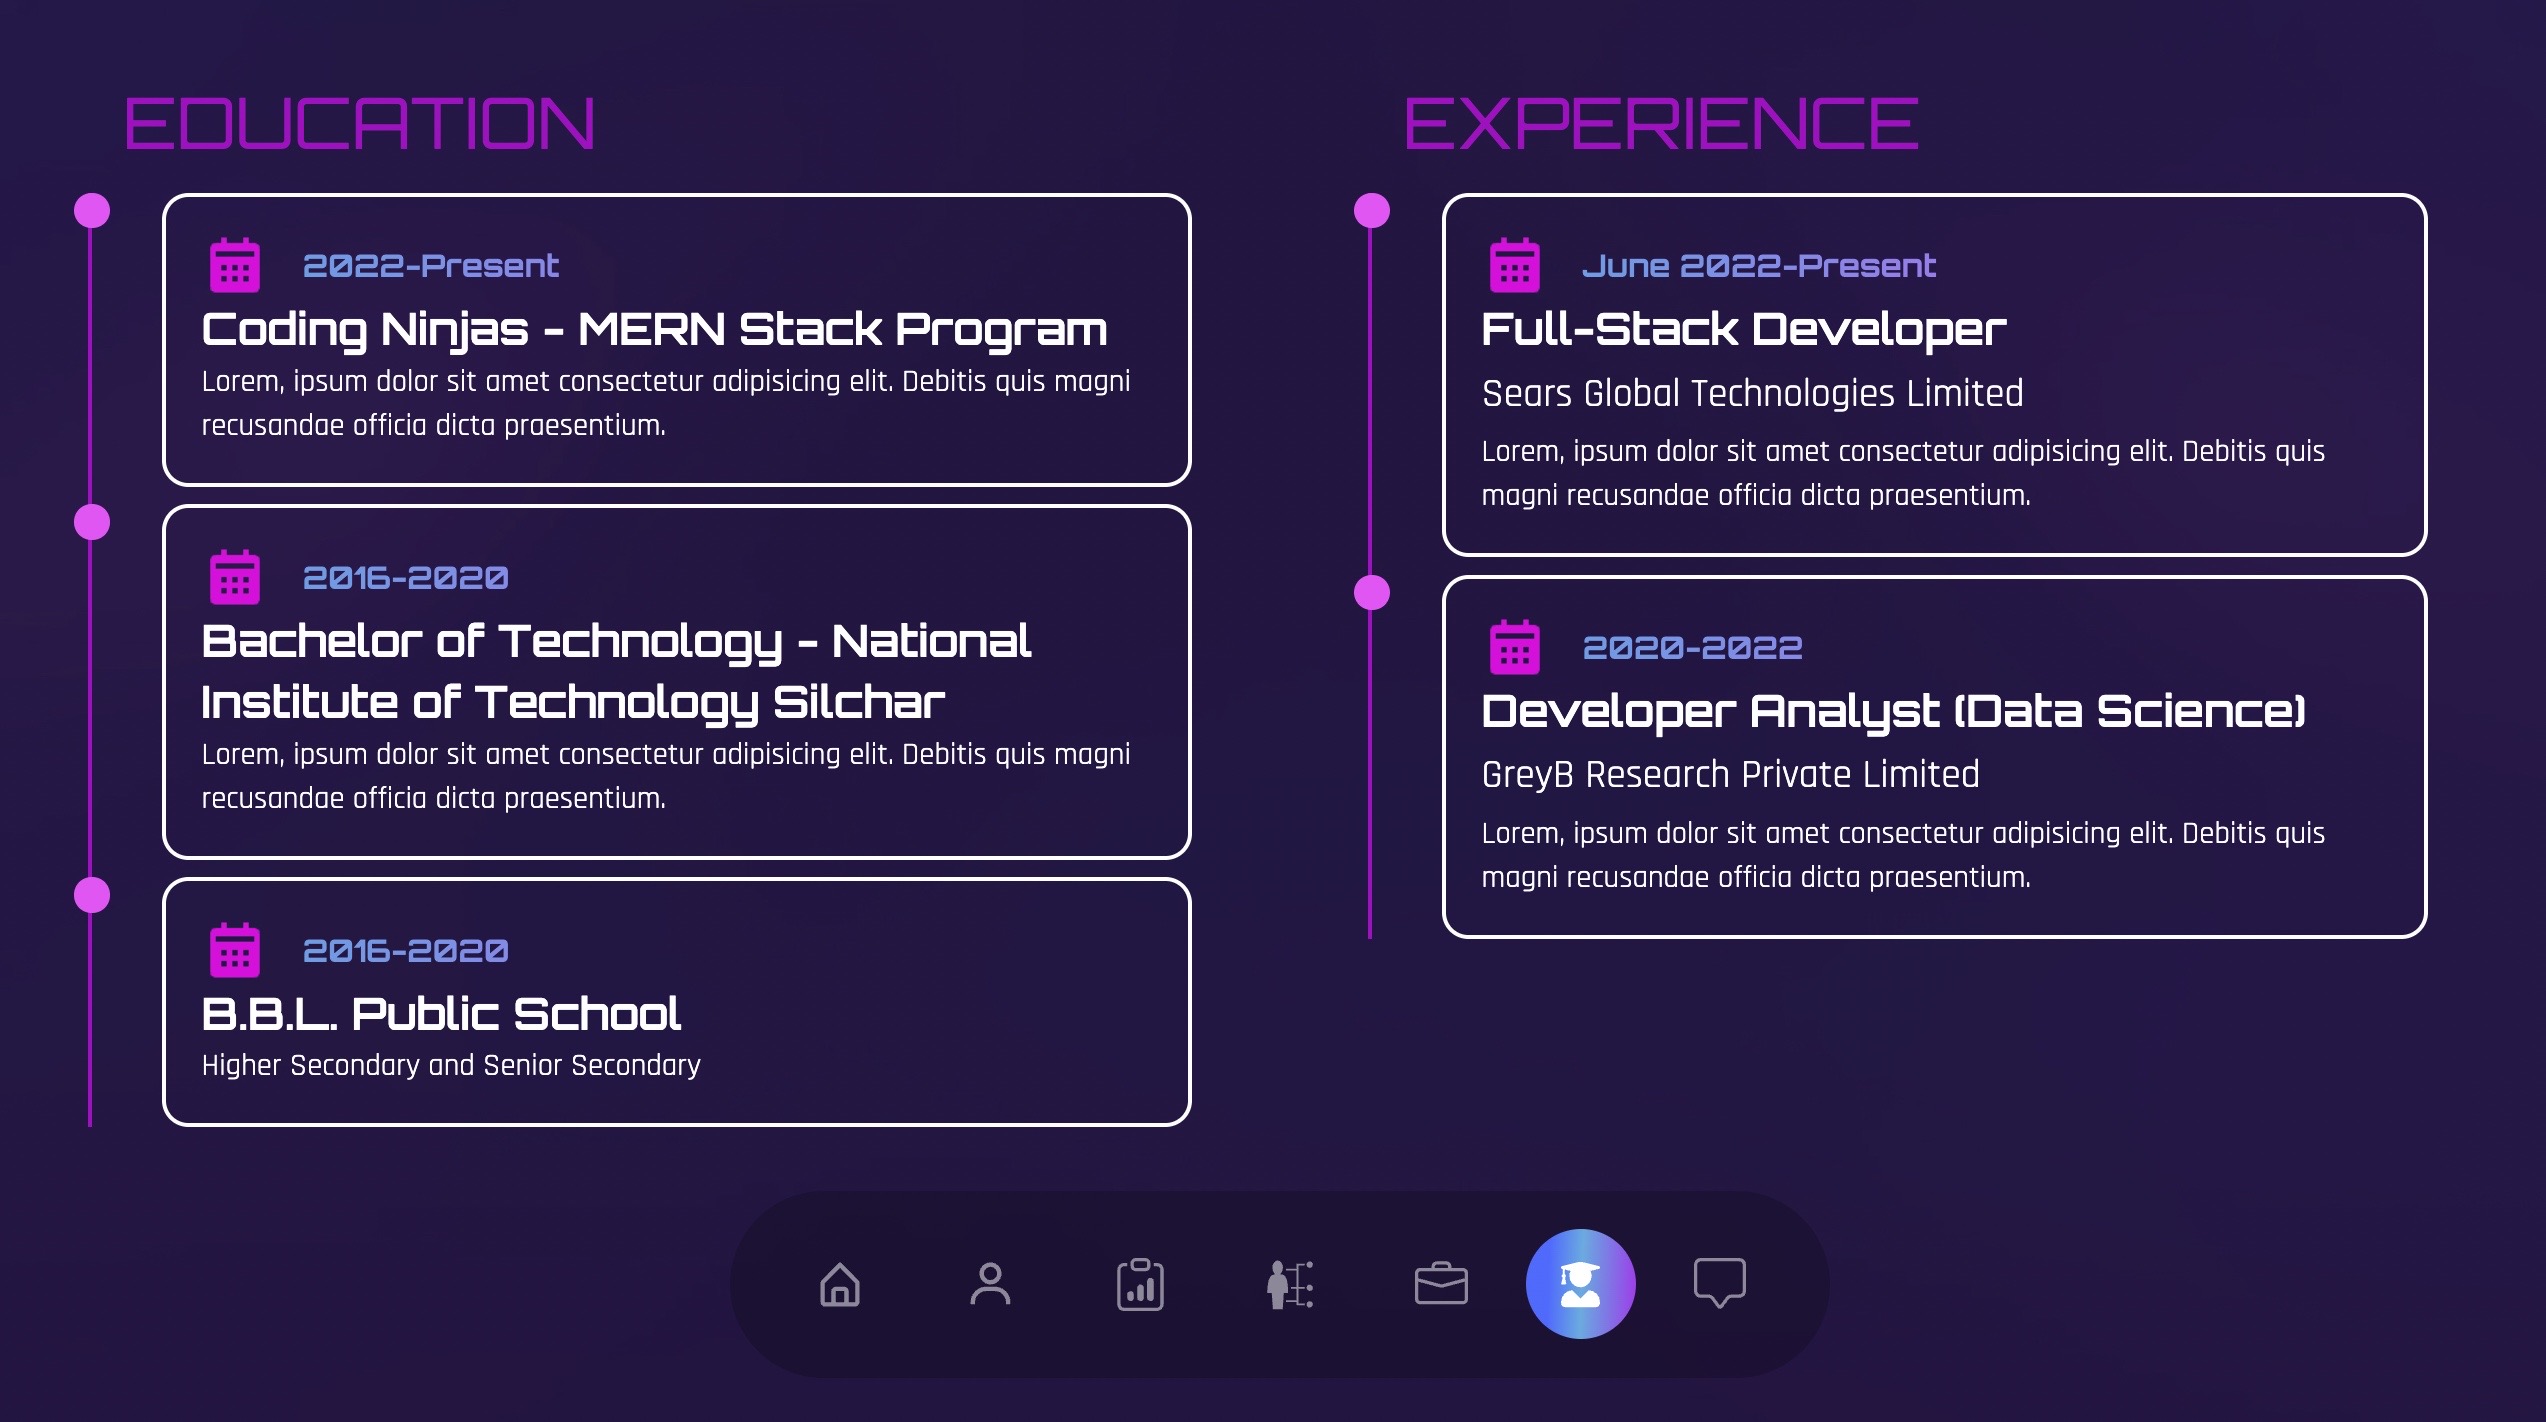 EDUCATION
2022-Present
Coding Ninjas - MERN Stack Program
Lorem, ipsum dolor sit amet consectetur adipisicing elit. Debitis quis magni
recusandae officia dicta praesentium.
2016-2020
Bachelor of Technology - National
Institute of Technology Silchar
Lorem, ipsum dolor sit amet consectetur adipisicing elit. Debitis quis magni
recusandae officia dicta praesentium.
2016-2020
B.B.L. Public School
Higher Secondary and Senior Secondary
EXPERIENCE
June 2022-Present
Full-Stack Developer
Sears Global Technologies Limited
Lorem, ipsum dolor sit amet consectetur adipisicing elit. Debitis quis
magni recusandae officia dicta praesentium.
2020-2022
Developer Analyst (Data Science)
GreyB Research Private Limited
Lorem, ipsum dolor sit amet consectetur adipisicing elit. Debitis quis
magni recusandae officia dicta praesentium.